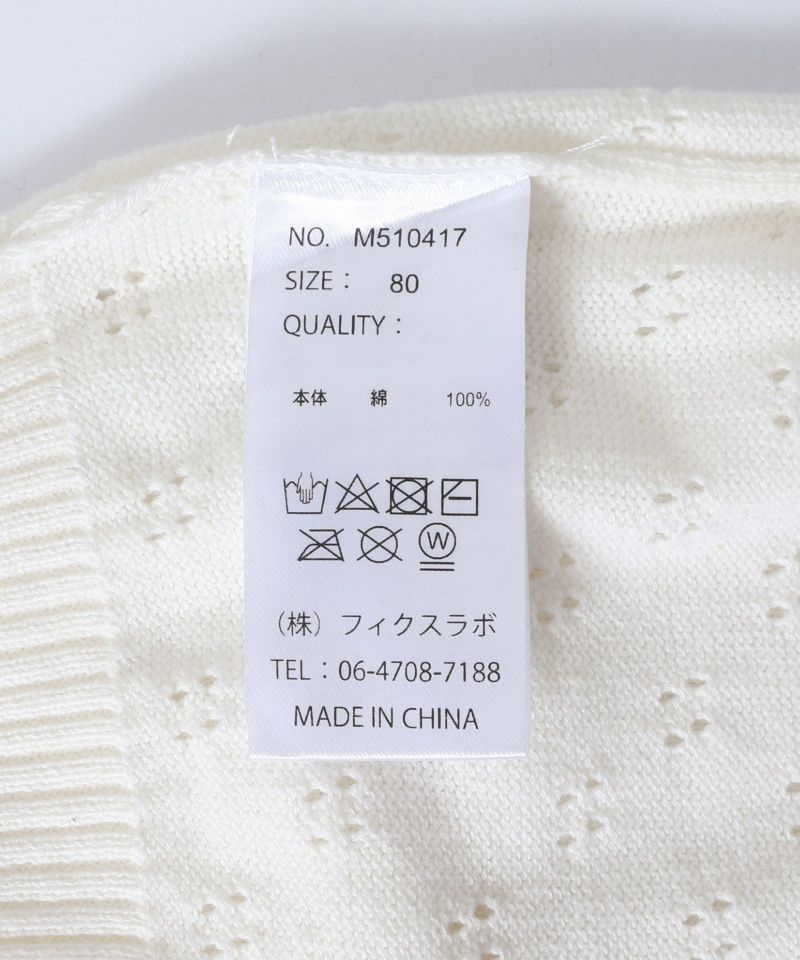 NO. M510417
SIZE： 80
QUALITY：
本体 綿 100%
W
（株）フィクスラボ
TEL：06-4708-7188
MADE IN CHINA